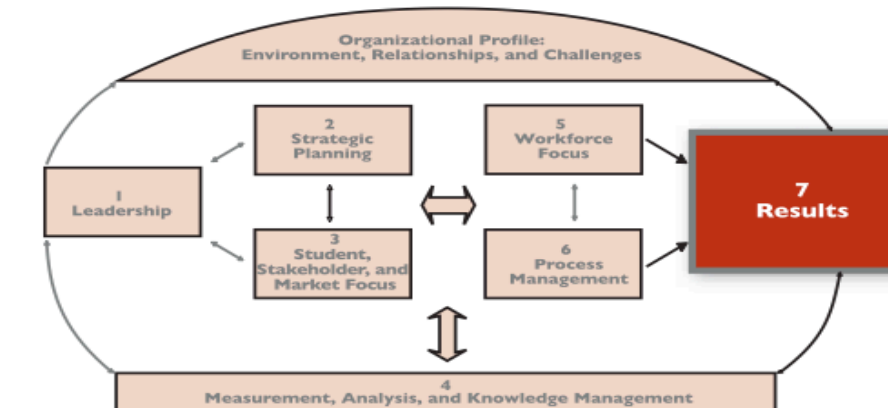 Organizational Profile:
Environment, Relationships, and Challenges
2
Strategic
Planning
5
Workforce
Focus
1
Leadership
7
Results
3
Student,
Stakeholder, and
Market Focus
6
Process
Management
4
Measurement, Analysis, and Knowledge Management